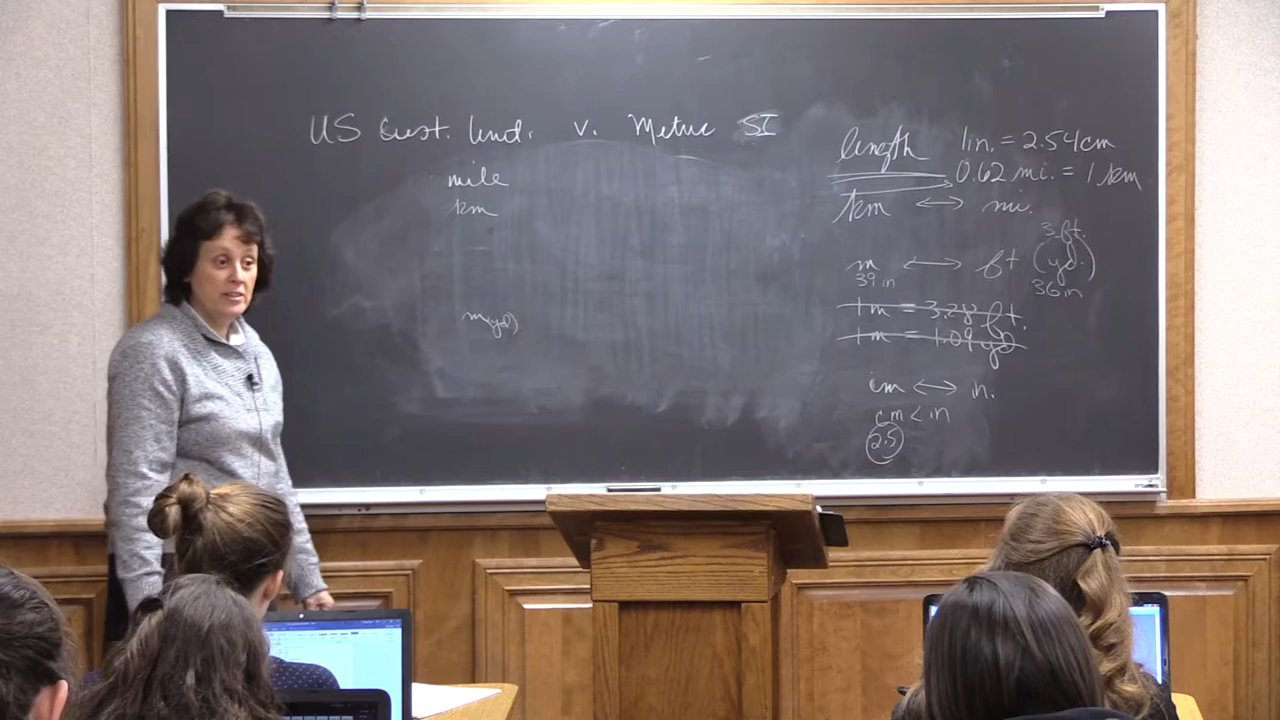 US Cust. Und. v. Metric SI
mile
km
m(yd)
length
1in. = 2.54cm
0.62 mi. = 1 km
km ↔ mi.
3 ft.
m ↔ ft (yd.)
39 in
36 in
1m = 3.28 ft.
1m = 1.09 yd
cm ↔ in.
cm < in
2.5